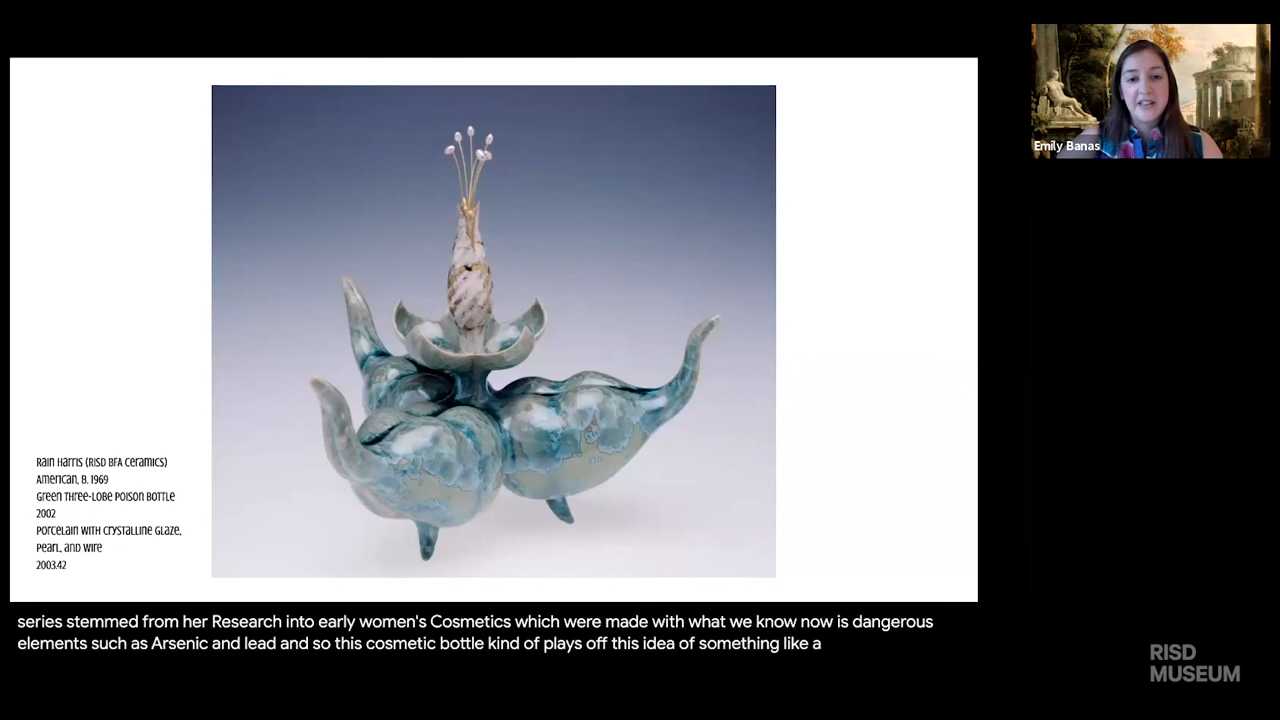 Emily Banas
Rain Harris (RISD BFA Ceramics)
American, B. 1969
Green Three-Lobe Poison Bottle
2002
Porcelain with Crystalline Glaze,
Pearl, and Wire
2003.42
series stemmed from her Research into early women's Cosmetics which were made with what we know now is dangerous
elements such as Arsenic and lead and so this cosmetic bottle kind of plays off this idea of something like a
RISD
MUSEUM